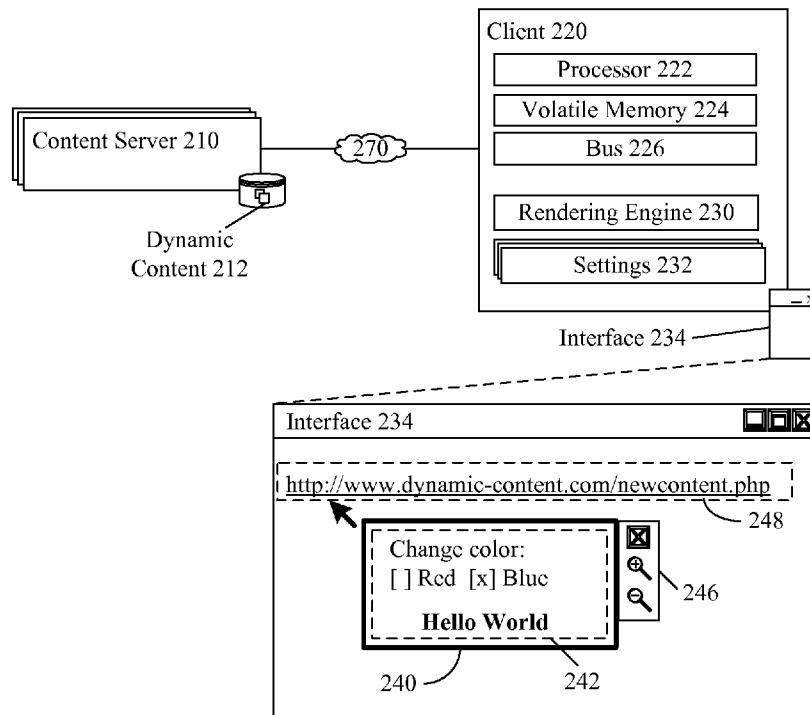 Client 220
Processor 222
Volatile Memory 224
Bus 226
Rendering Engine 230
Settings 232
Content Server 210
270
Dynamic
Content 212
Interface 234
Interface 234
http://www.dynamic-content.com/newcontent.php
248
Change color:
[ ] Red [x] Blue
Hello World
246
240
242